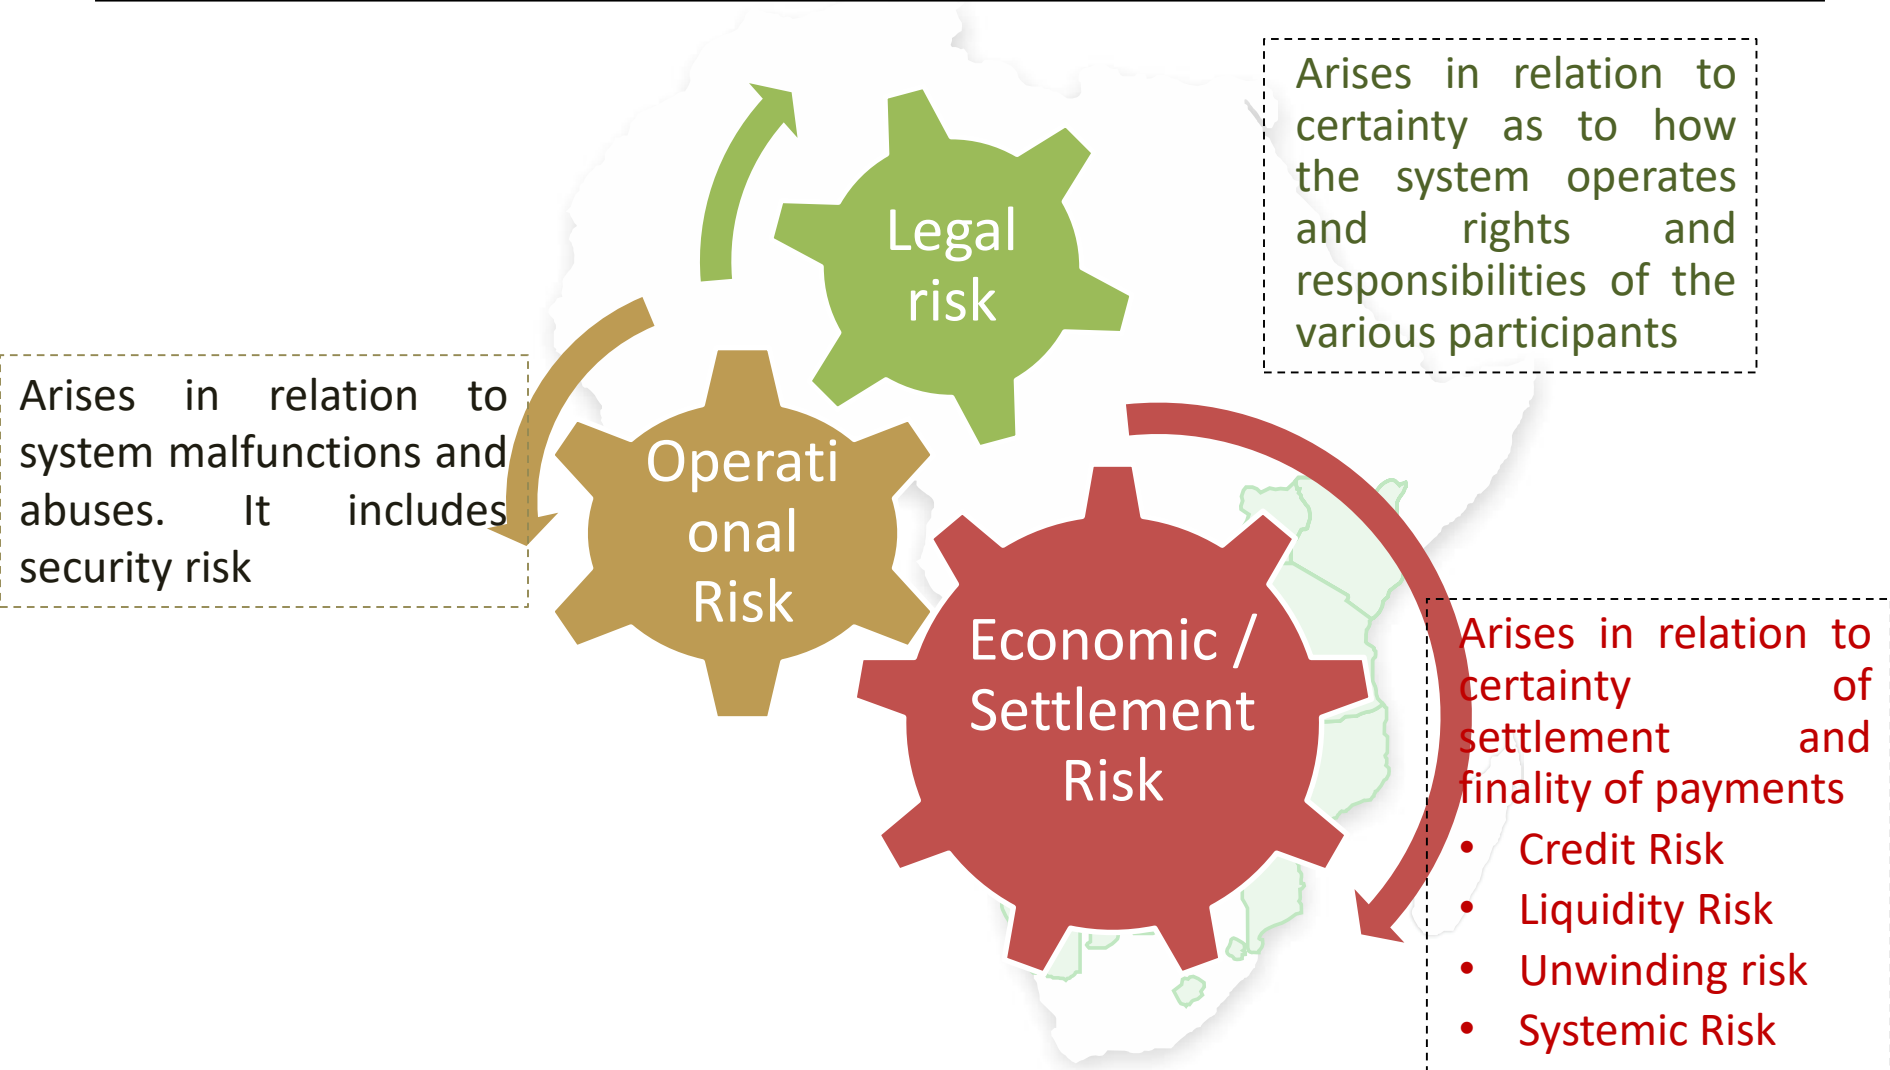 Arises in relation to
certainty as to how
the system operates
and rights and
responsibilities of the
various participants
Legal
risk
Arises in relation to
system malfunctions and
abuses. It includes
security risk
Operati
onal
Risk
Economic /
Settlement
Risk
Arises in relation to
certainty of
settlement and
finality of payments
• Credit Risk
• Liquidity Risk
• Unwinding risk
• Systemic Risk